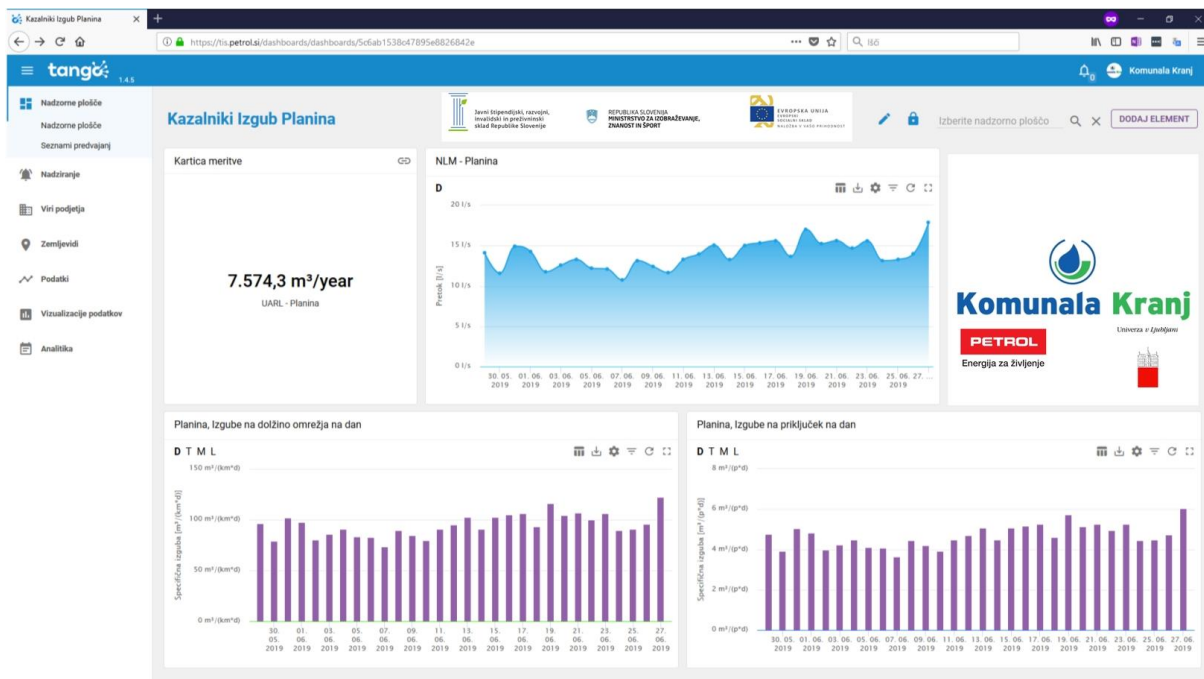 Kazalniki Izgub Planina
https://tis.petrol.si/dashboards/dashboards/5c6ab1538c47895e8826842e
Išči
tango
1.4.5
0
Komunala Kranj
Nadzorne plošče
Nadzorne plošče
Seznami predvajanj
Nadziranje
Viri podjetja
Zemljevidi
Podatki
Vizualizacije podatkov
Analitika
Kazalniki Izgub Planina
Javni štipendijski, razvojni,
invalidski in preživninski
sklad Republike Slovenije
REPUBLIKA SLOVENIJA
MINISTRSTVO ZA IZOBRAŽEVANJE,
ZNANOST IN ŠPORT
EVROPSKA UNIJA
EVROPSKI
SOCIALNI SKLAD
NALOŽBA V VAŠO PRIHODNOST
Izberite nadzorno ploščo
DODAJ ELEMENT
Kartica meritve
7.574,3 m³/year
UARL - Planina
NLM - Planina
D
Pretok [l/s]
20 l/s
15 l/s
10 l/s
5 l/s
0 l/s
30. 05. 01. 06. 03. 06. 05. 06. 07. 06. 09. 06. 11. 06. 13. 06. 15. 06. 17. 06. 19. 06. 21. 06. 23. 06. 25. 06. 27. ...
2019 2019 2019 2019 2019 2019 2019 2019 2019 2019 2019 2019 2019 2019
Komunala Kranj
Univerza v Ljubljani
PETROL
Energija za življenje
Planina, Izgube na dolžino omrežja na dan
D T M L
Specifična izguba [m³/(km*d)]
150 m³/(km*d)
100 m³/(km*d)
50 m³/(km*d)
0 m³/(km*d)
30. 01. 03. 05. 07. 09. 11. 13. 15. 17. 19. 21. 23. 25. 27.
05. 06. 06. 06. 06. 06. 06. 06. 06. 06. 06. 06. 06. 06. 06.
2019 2019 2019 2019 2019 2019 2019 2019 2019 2019 2019 2019 2019 2019 2019
Planina, Izgube na priključek na dan
D T M L
Specifična izguba [m³/(p*d)]
8 m³/(p*d)
6 m³/(p*d)
4 m³/(p*d)
2 m³/(p*d)
0 m³/(p*d)
30. 05. 01. 06. 03. 06. 05. 06. 07. 06. 09. 06. 11. 06. 13. 06. 15. 06. 17. 06. 19. 06. 21. 06. 23. 06. 25. 06. 27. 06.
2019 2019 2019 2019 2019 2019 2019 2019 2019 2019 2019 2019 2019 2019 2019